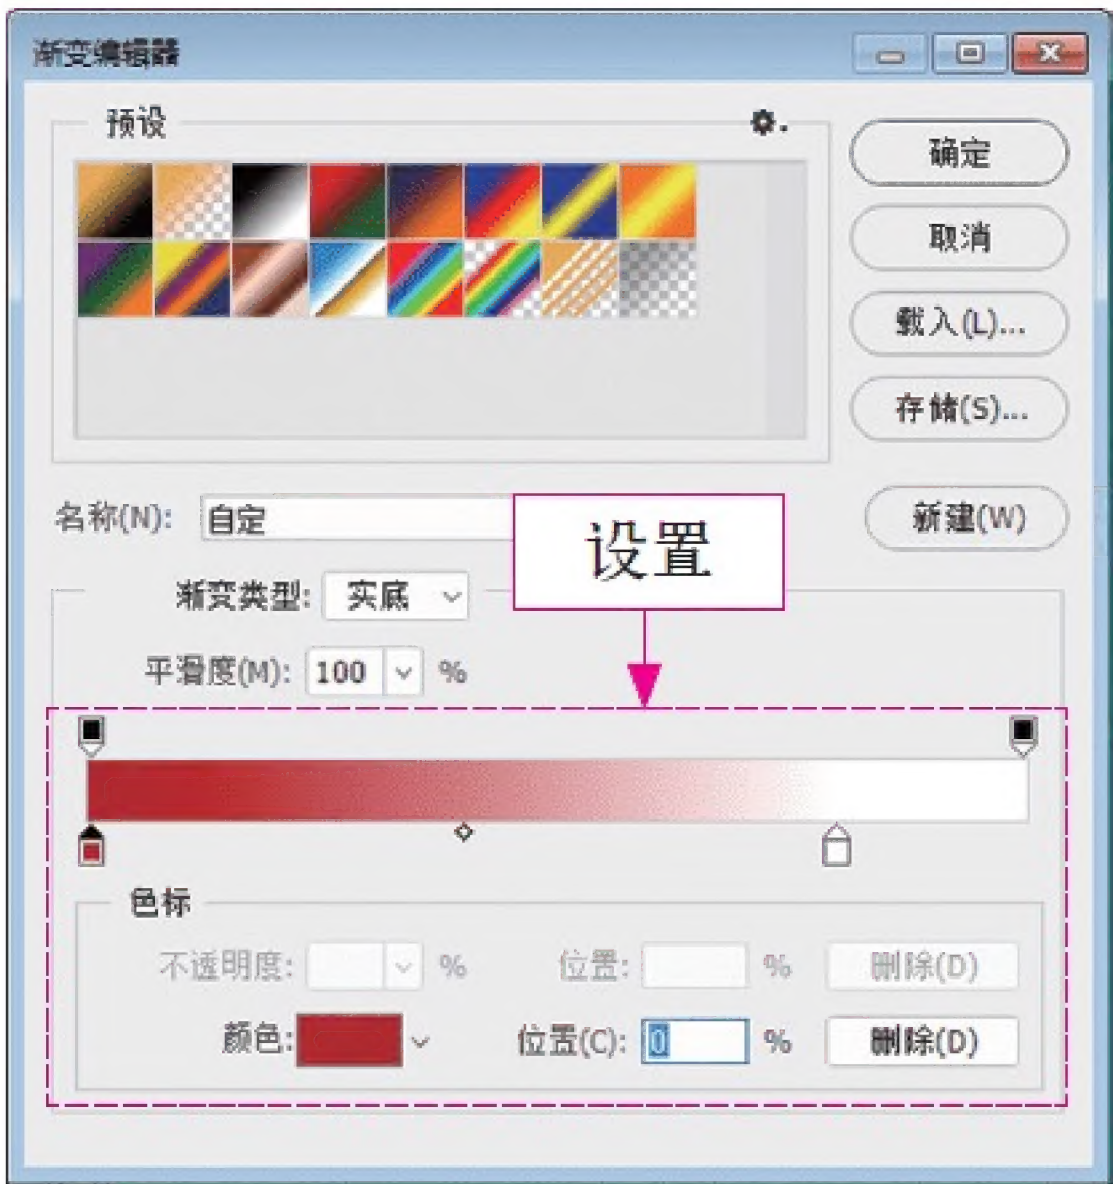 渐变编辑器
预设
确定
取消
载入(L)...
存储(S)...
名称(N): 自定
新建(W)
设置
渐变类型: 实底
平滑度(M): 100 %
色标
不透明度: % 位置: % 删除(D)
颜色: 位置(C): 0 % 删除(D)